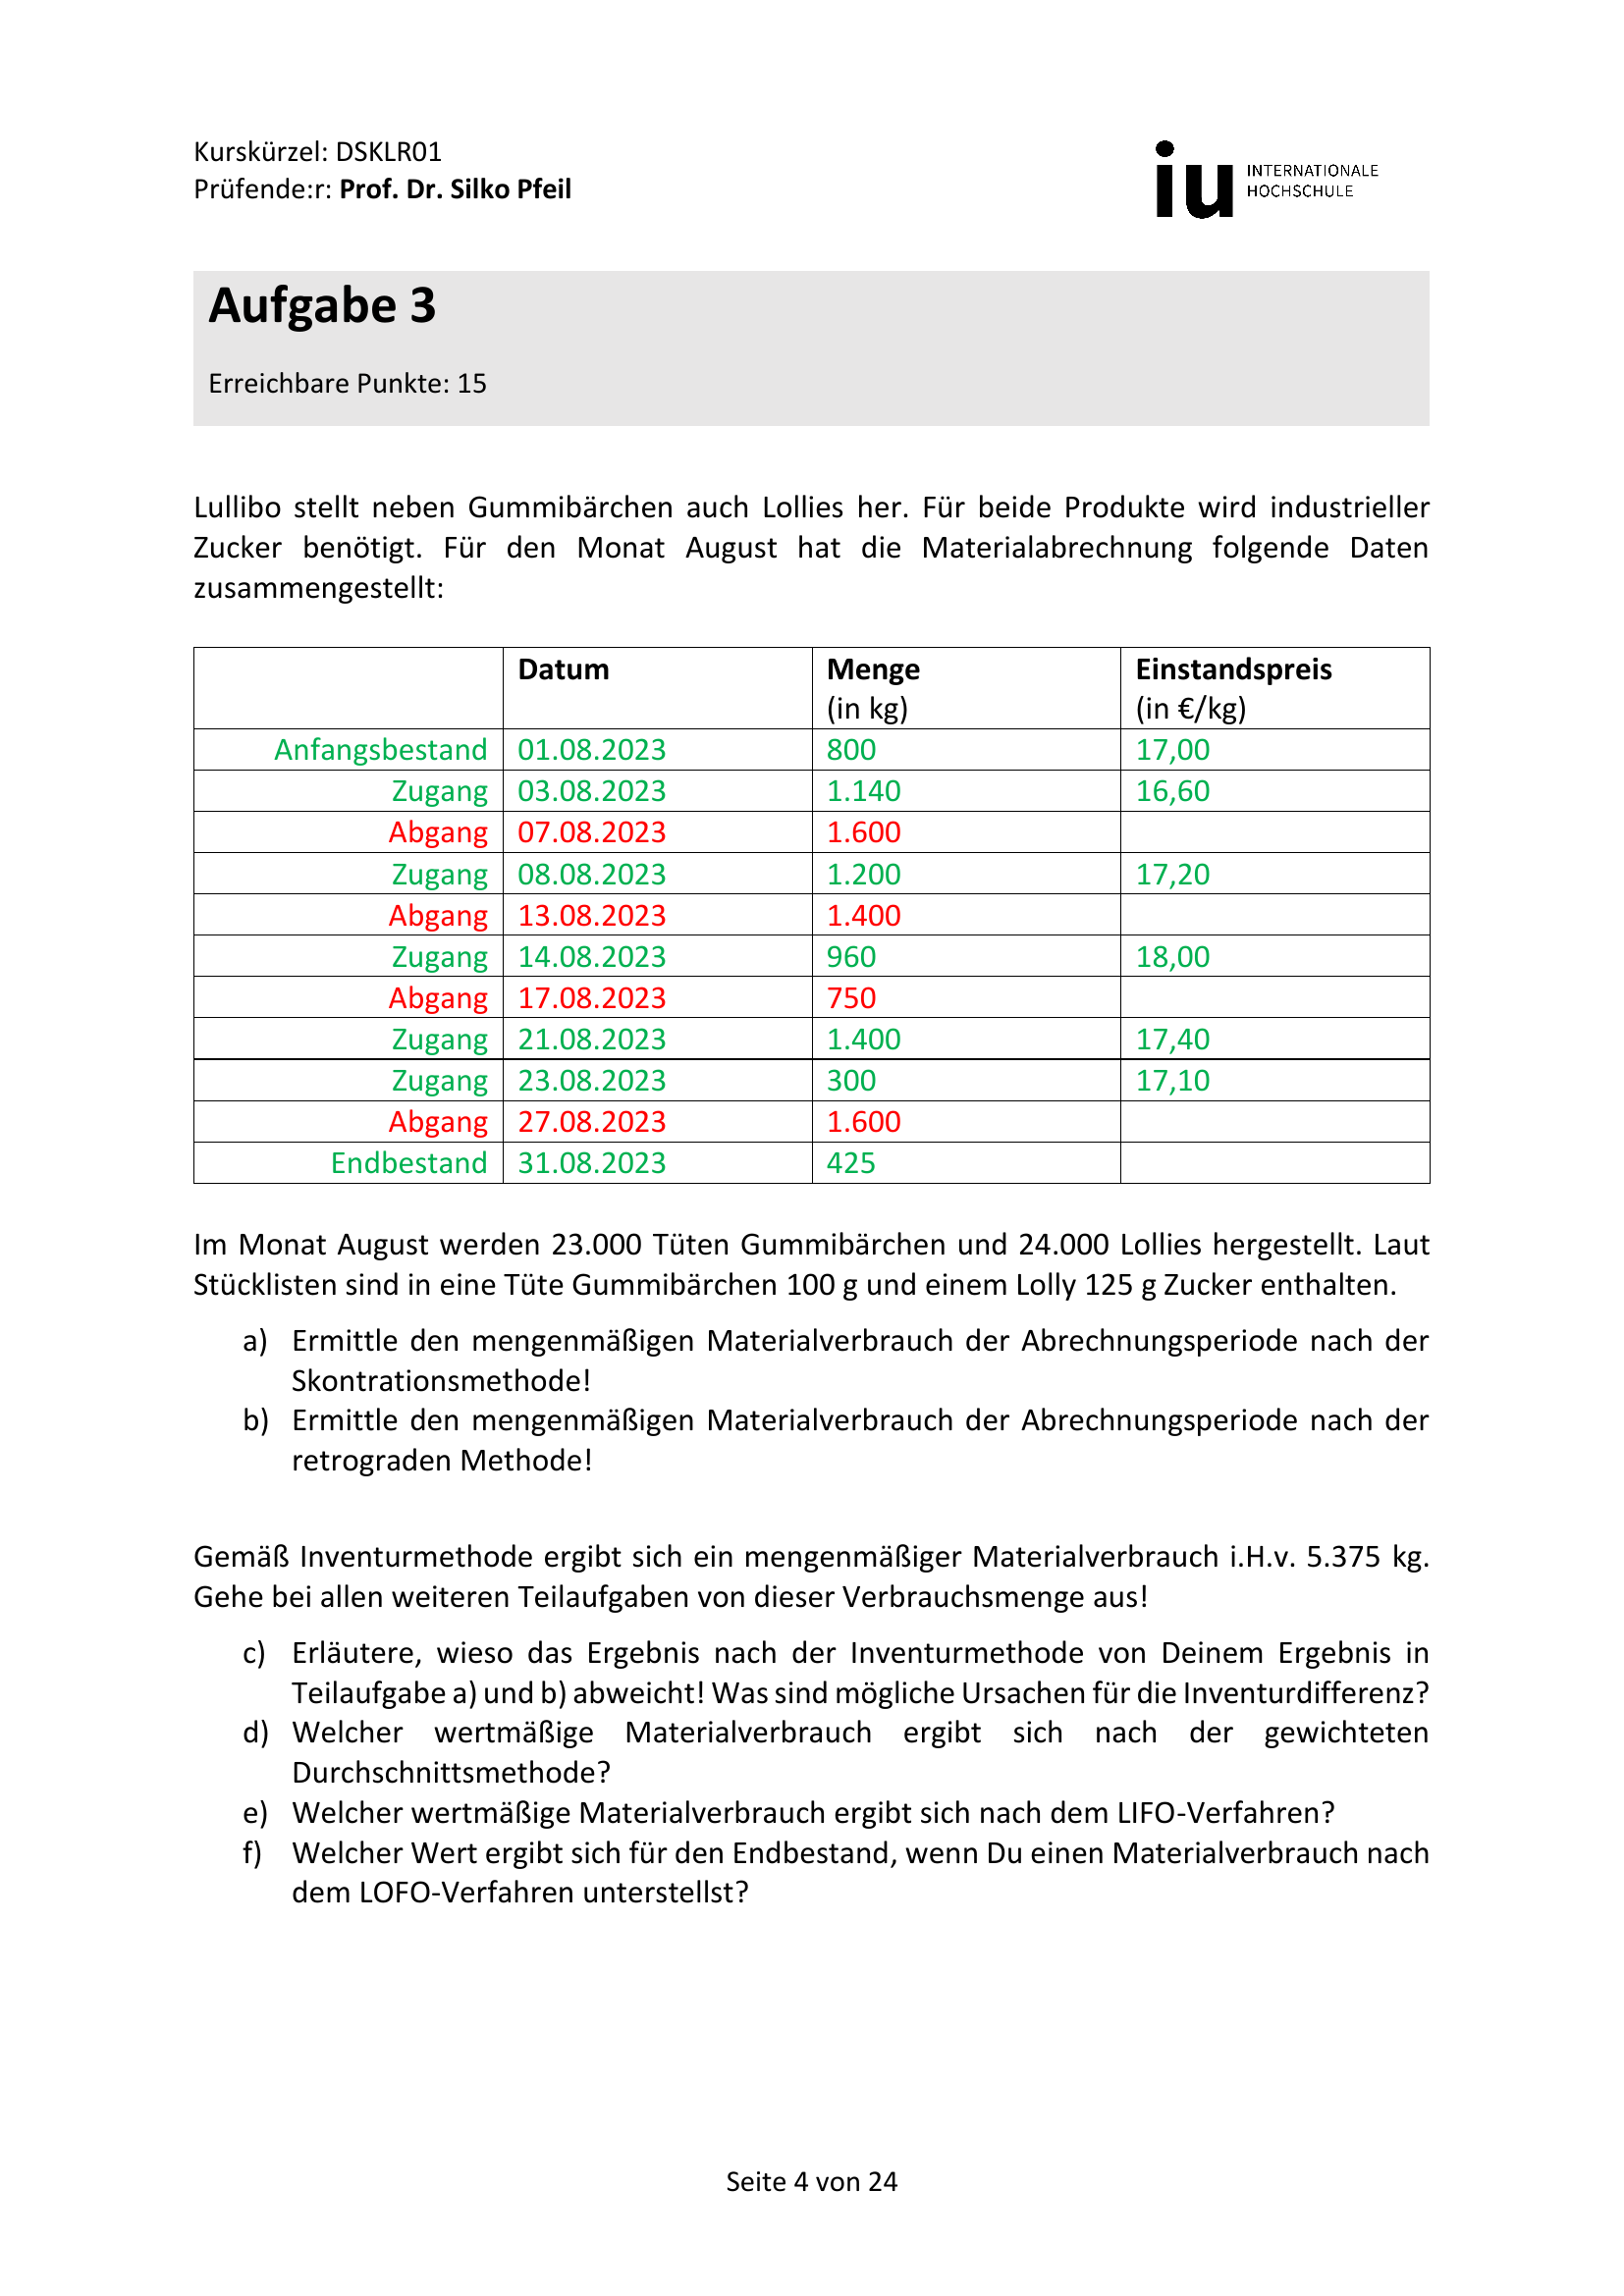 Kurskürzel: DSKLR01
Prüfende:r: Prof. Dr. Silko Pfeil
iu INTERNATIONALE
HOCHSCHULE
Aufgabe 3
Erreichbare Punkte: 15
Lullibo stellt neben Gummibärchen auch Lollies her. Für beide Produkte wird industrieller
Zucker benötigt. Für den Monat August hat die Materialabrechnung folgende Daten
zusammengestellt:
Datum Menge Einstandspreis
(in kg) (in €/kg)
Anfangsbestand 01.08.2023 800 17,00
Zugang 03.08.2023 1.140 16,60
Abgang 07.08.2023 1.600
Zugang 08.08.2023 1.200 17,20
Abgang 13.08.2023 1.400
Zugang 14.08.2023 960 18,00
Abgang 17.08.2023 750
Zugang 21.08.2023 1.400 17,40
Zugang 23.08.2023 300 17,10
Abgang 27.08.2023 1.600
Endbestand 31.08.2023 425
Im Monat August werden 23.000 Tüten Gummibärchen und 24.000 Lollies hergestellt. Laut
Stücklisten sind in eine Tüte Gummibärchen 100 g und einem Lolly 125 g Zucker enthalten.
a) Ermittle den mengenmäßigen Materialverbrauch der Abrechnungsperiode nach der
Skontrationsmethode!
b) Ermittle den mengenmäßigen Materialverbrauch der Abrechnungsperiode nach der
retrograden Methode!
Gemäß Inventurmethode ergibt sich ein mengenmäßiger Materialverbrauch i.H.v. 5.375 kg.
Gehe bei allen weiteren Teilaufgaben von dieser Verbrauchsmenge aus!
c) Erläutere, wieso das Ergebnis nach der Inventurmethode von Deinem Ergebnis in
Teilaufgabe a) und b) abweicht! Was sind mögliche Ursachen für die Inventurdifferenz?
d) Welcher wertmäßige Materialverbrauch ergibt sich nach der gewichteten
Durchschnittsmethode?
e) Welcher wertmäßige Materialverbrauch ergibt sich nach dem LIFO-Verfahren?
f) Welcher Wert ergibt sich für den Endbestand, wenn Du einen Materialverbrauch nach
dem LOFO-Verfahren unterstellst?
Seite 4 von 24